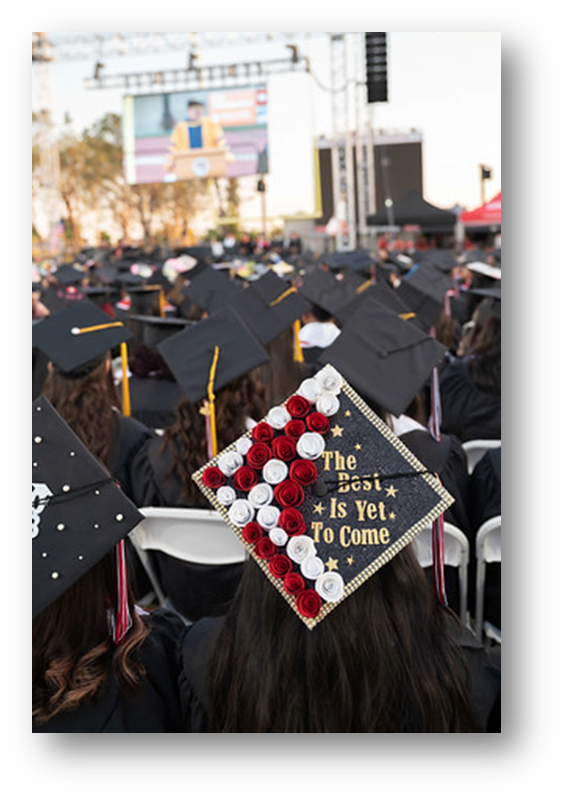 The
Best
Is Yet
To Come